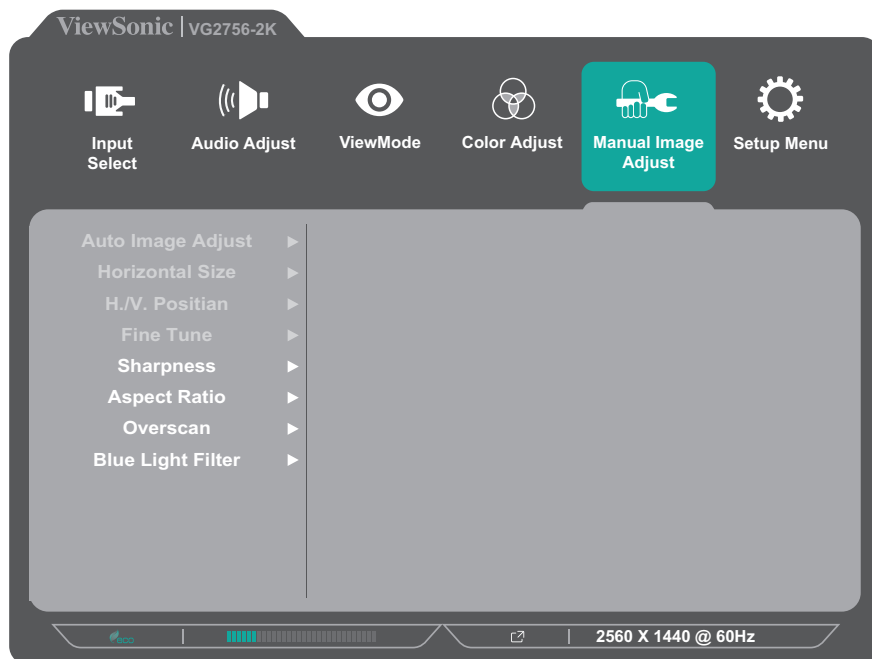 ViewSonic | VG2756-2K
Input Select
Audio Adjust
ViewMode
Color Adjust
Manual Image Adjust
Setup Menu
Auto Image Adjust
Horizontal Size
H./V. Positian
Fine Tune
Sharpness
Aspect Ratio
Overscan
Blue Light Filter
eco
2560 X 1440 @ 60Hz